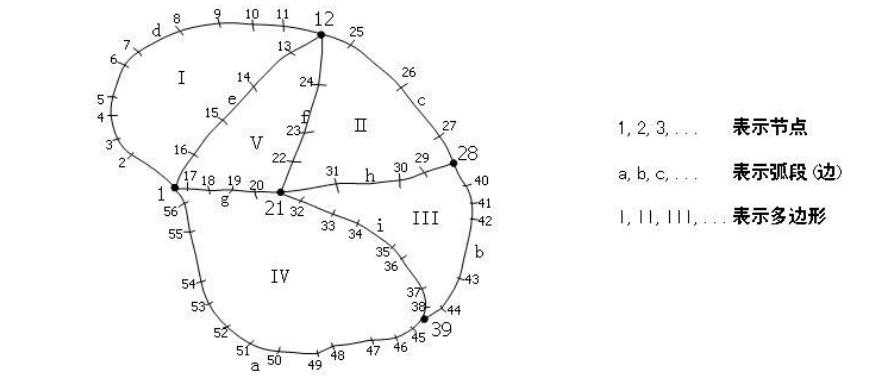 8 9 10 11 12
d 25
7 13
6 26
I 14 24
5 e c
4 15 f
23 II 27
3 V
2 16 22 31 h 30 29 28
1 17 18 19 20 21 40
g 32
56 41
33 III 42
55 34 i
35
IV 36 b
54 37 43
53 38 44
52 39
51 45
50 49 48 47 46
a
1, 2, 3, . . . 表示节点
a, b, c, . . . 表示弧段(边)
I, II, III, . . . 表示多边形